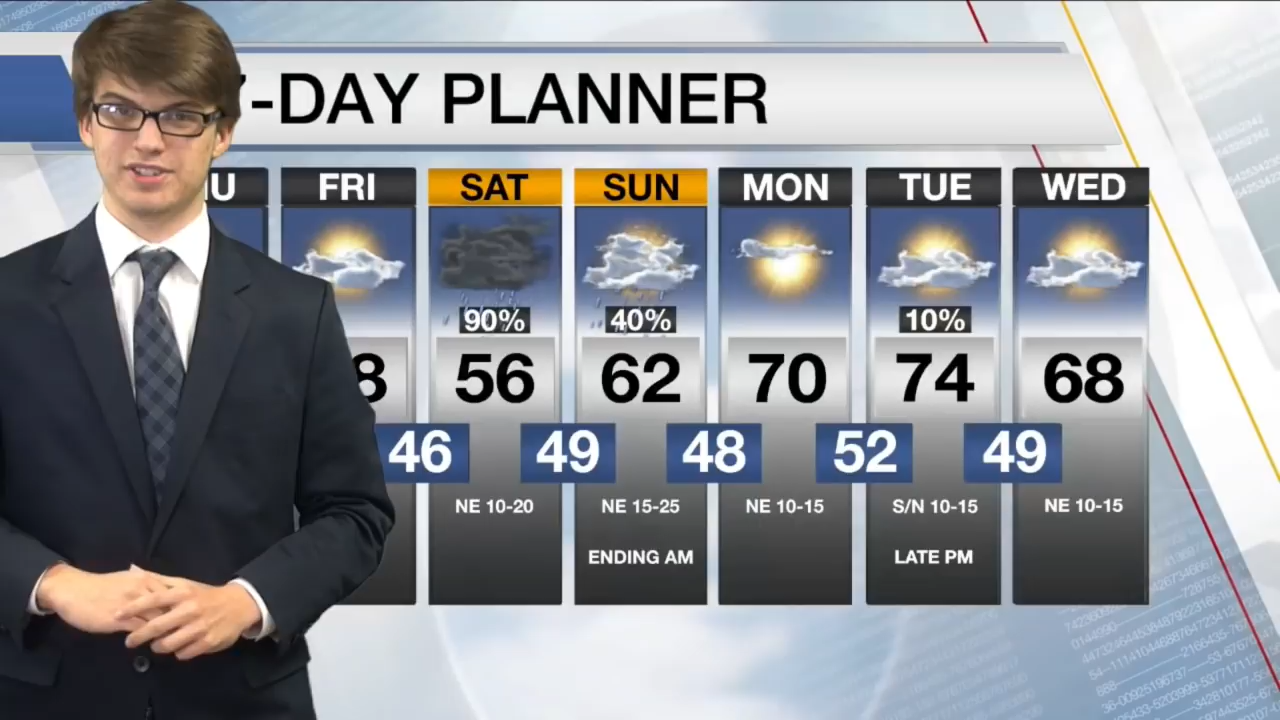 -DAY PLANNER
U FRI SAT SUN MON TUE WED
90% 40% 10%
8 56 62 70 74 68
46 49 48 52 49
NE 10-20 NE 15-25 NE 10-15 S/N 10-15 NE 10-15
ENDING AM LATE PM